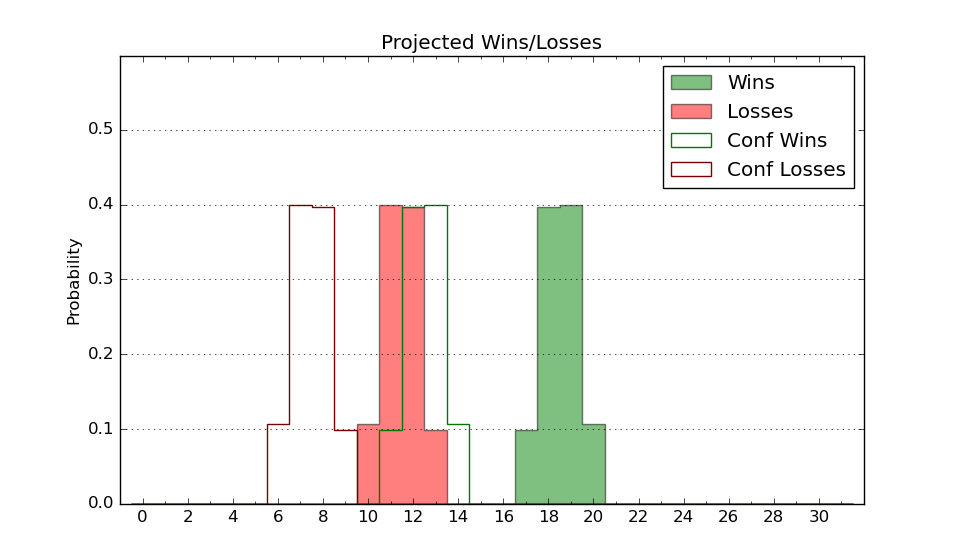 Projected Wins/Losses
Wins
Losses
Conf Wins
Conf Losses
Probability
0.5
0.4
0.3
0.2
0.1
0.0
0 2 4 6 8 10 12 14 16 18 20 22 24 26 28 30